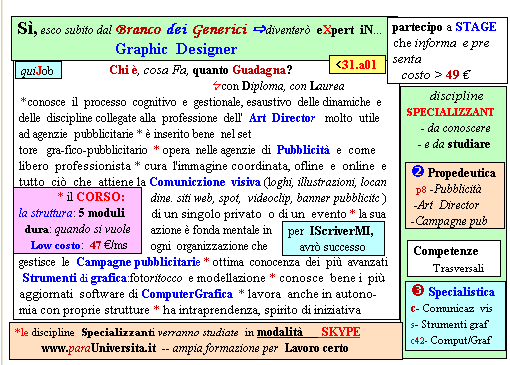 Sì, esco subito dal Branco dei Generici ⇨diventerò eXpert iN...
Graphic Designer
<31.a01
quiJob
Chi è, cosa Fa, quanto Guadagna?
con Diploma, con Laurea
*conosce il processo cognitivo e gestionale, esaustivo delle dinamiche e
delle discipline collegate alla professione dell' Art Director molto utile
ad agenzie pubblicitarie * è inserito bene nel set
tore gra-fico-pubblicitario * opera nelle agenzie di Pubblicità e come
libero professionista * cura l'immagine coordinata, ofline e online e
tutto ciò che attiene la Comuniczione visiva (loghi, illustrazioni, locan
dine. siti web, spot, videoclip, banner pubblicitc )
di un singolo privato o di un evento * la sua
azione è fonda mentale in
ogni organizzazione che
* il CORSO:
la struttura: 5 moduli
dura: quando si vuole
Low costo: 47 €/ms
per IScriverMI,
avrò successo
gestisce le Campagne pubblicitarie * ottima conoscenza dei più avanzati
Strumenti di grafica:fotoritocco e modellazione * conosce bene i più
aggiornati software di ComputerGrafica * lavora anche in autono-
mia con proprie strutture * ha intraprendenza, spirito di iniziativa
*le discipline Specializzanti verranno studiate in modalità SKYPE
www.paraUniversita.it -- ampia formazione per Lavoro certo
partecipo a STAGE
che informa e pre
senta
costo > 49 €
discipline
SPECIALIZZANT
- da conoscere
- e da studiare
❷ Propedeutica
p8 -Pubblicità
-Art Director
-Campagne pub
Competenze
Trasversali
❸ Specialistica
c- Comunicaz vis
s- Strumenti graf
c42- Comput/Graf